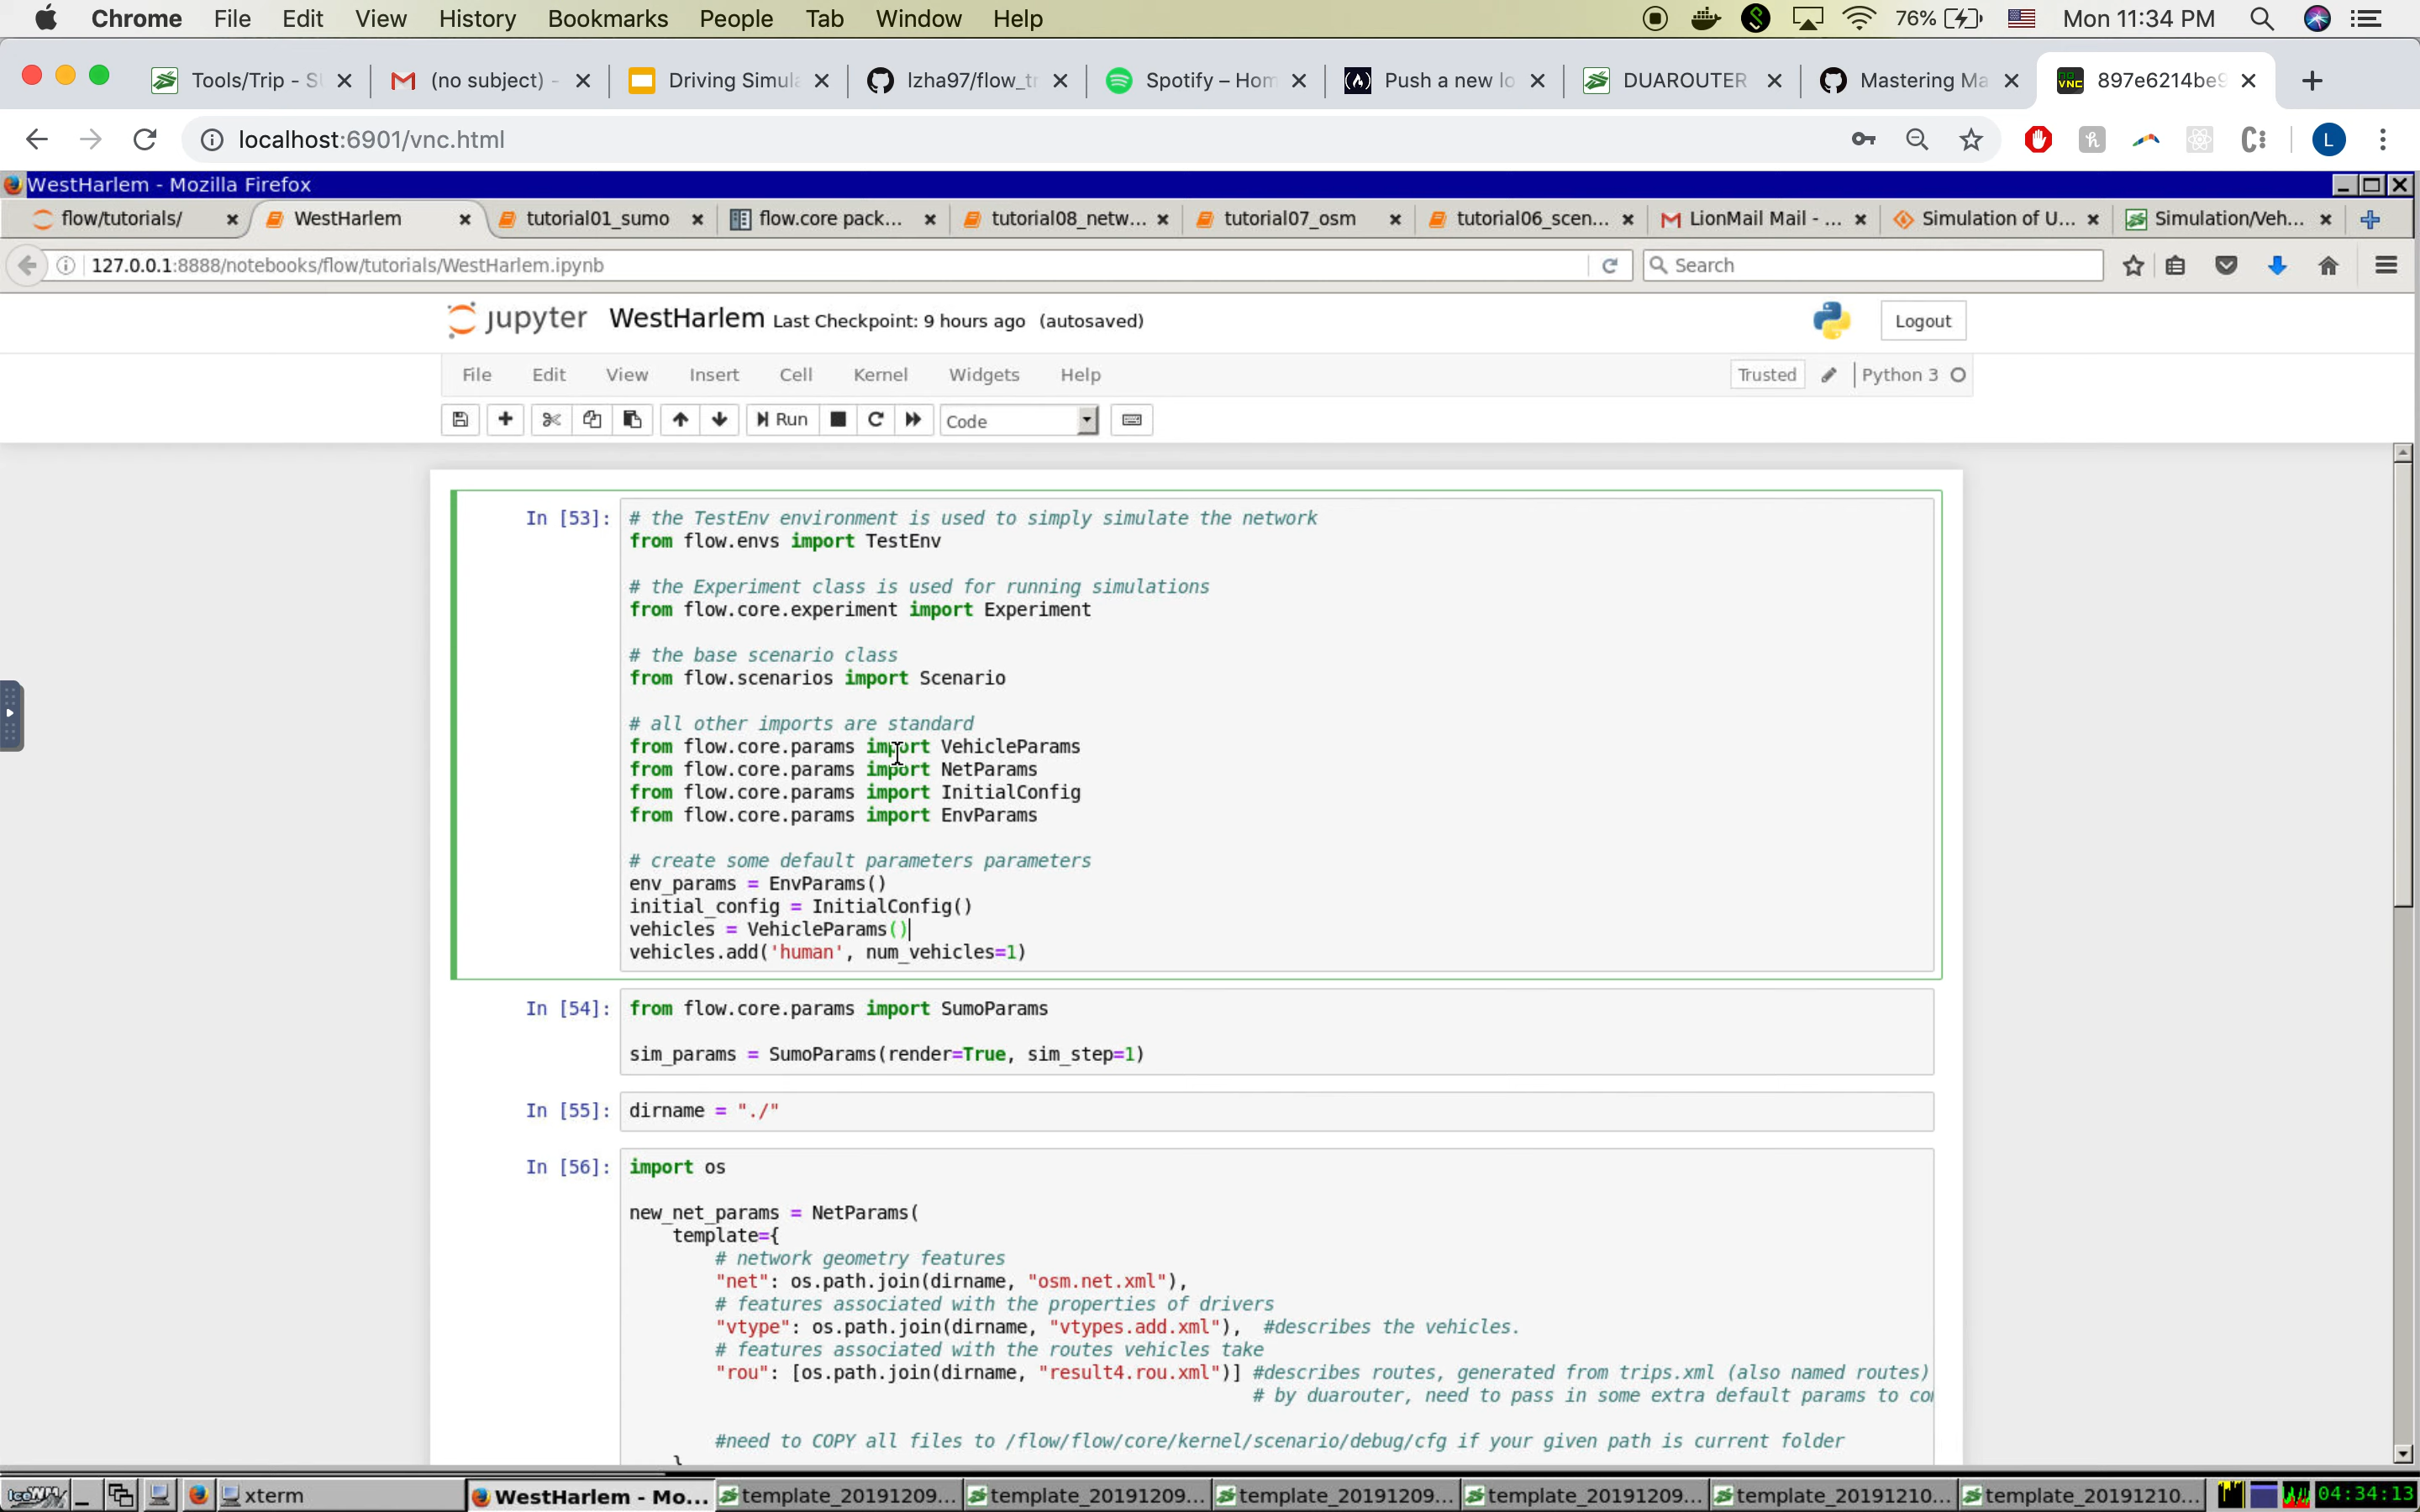 Chrome File Edit View History Bookmarks People Tab Window Help 76% Mon 11:34 PM
Tools/Trip - S (no subject) - Driving Simula lzha97/flow_tr Spotify – Hom Push a new lo DUAROUTER Mastering Ma 897e6214be9
localhost:6901/vnc.html L
WestHarlem - Mozilla Firefox
flow/tutorials/ WestHarlem tutorial01_sumo flow.core pack... tutorial08_netw... tutorial07_osm tutorial06_scen... LionMail Mail - ... Simulation of U... Simulation/Veh...
127.0.0.1:8888/notebooks/flow/tutorials/WestHarlem.ipynb Search
jupyter WestHarlem Last Checkpoint: 9 hours ago (autosaved) Logout
File Edit View Insert Cell Kernel Widgets Help Trusted Python 3
Run Code
In [53]: # the TestEnv environment is used to simply simulate the network
from flow.envs import TestEnv
# the Experiment class is used for running simulations
from flow.core.experiment import Experiment
# the base scenario class
from flow.scenarios import Scenario
# all other imports are standard
from flow.core.params import VehicleParams
from flow.core.params import NetParams
from flow.core.params import InitialConfig
from flow.core.params import EnvParams
# create some default parameters parameters
env_params = EnvParams()
initial_config = InitialConfig()
vehicles = VehicleParams()
vehicles.add('human', num_vehicles=1)
In [54]: from flow.core.params import SumoParams
sim_params = SumoParams(render=True, sim_step=1)
In [55]: dirname = "./"
In [56]: import os
new_net_params = NetParams(
template={
# network geometry features
"net": os.path.join(dirname, "osm.net.xml"),
# features associated with the properties of drivers
"vtype": os.path.join(dirname, "vtypes.add.xml"), #describes the vehicles.
# features associated with the routes vehicles take
"rou": [os.path.join(dirname, "result4.rou.xml")] #describes routes, generated from trips.xml (also named routes)
# by duarouter, need to pass in some extra default params to
#need to COPY all files to /flow/flow/core/kernel/scenario/debug/cfg if your given path is current folder
}
IceWM xterm WestHarlem - Mo... template_20191209... template_20191209... template_20191209... template_20191209... template_20191210... template_20191210... 04:34:13